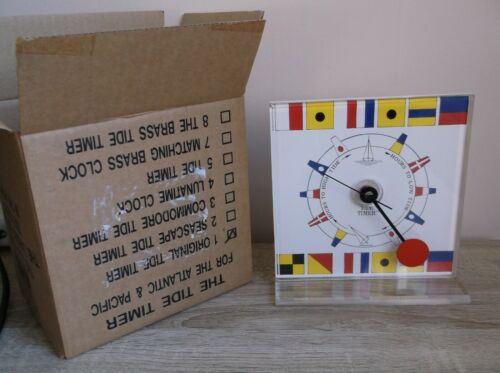 THE TIDE TIMER
FOR THE ATLANTIC & PACIFIC
1 ORIGINAL TIDE TIMER
2 SEASCAPE TIDE TIMER
3 COMMODORE TIDE TIMER
4 LUNATIME CLOCK
5 TIDE TIMER
7 MATCHING BRASS CLOCK
8 THE BRASS TIDE TIMER
HOURS TO HIGH TIDE
HOURS TO LOW TIDE
TIDE
TIMER